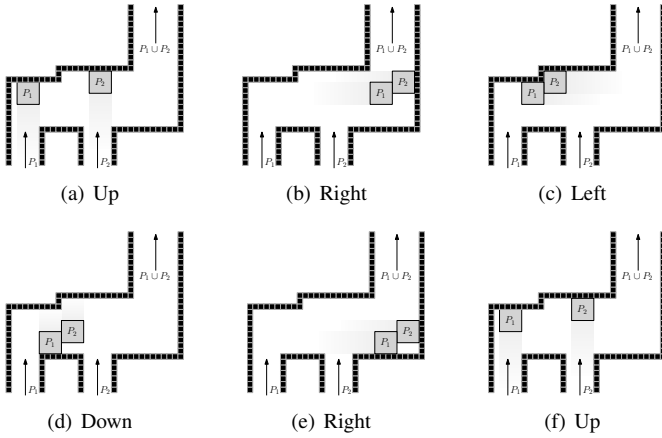 P₁ ∪ P₂
P₁ P₂
P₁ P₂
(a) Up
P₁ ∪ P₂
P₁ P₂
P₁ P₂
(b) Right
P₁ ∪ P₂
P₁ P₂
P₁ P₂
(c) Left
P₁ ∪ P₂
P₁ P₂
P₁ P₂
(d) Down
P₁ ∪ P₂
P₁ P₂
P₁ P₂
(e) Right
P₁ ∪ P₂
P₁ P₂
P₁ P₂
(f) Up